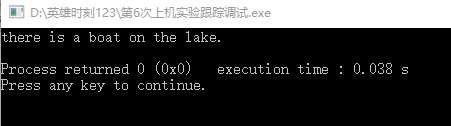 D:\英雄时刻123\第6次上机实验跟踪调试.exe
there is a boat on the lake.
Process returned 0 (0x0)   execution time : 0.038 s
Press any key to continue.